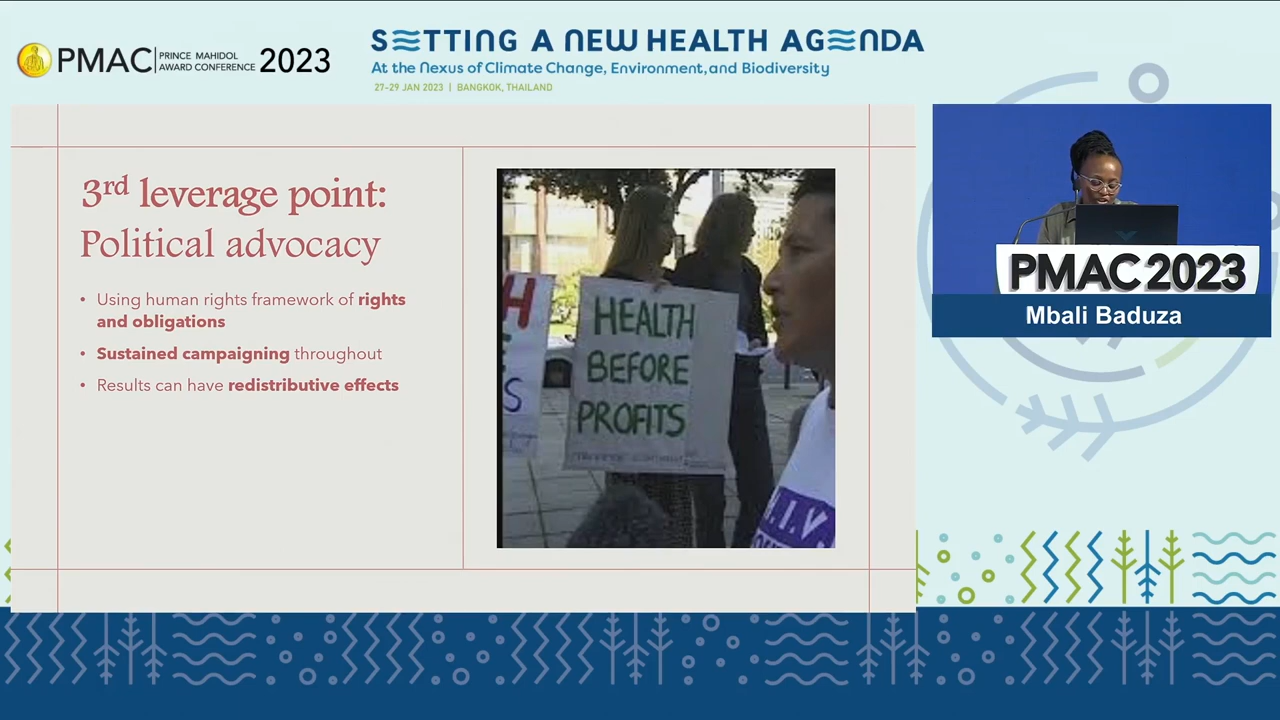 PMAC PRINCE MAHIDOL AWARD CONFERENCE 2023
SETTING A NEW HEALTH AGENDA
At the Nexus of Climate Change, Environment, and Biodiversity
27-29 JAN 2023 | BANGKOK, THAILAND
3rd leverage point:
Political advocacy
• Using human rights framework of rights
and obligations
• Sustained campaigning throughout
• Results can have redistributive effects
HEALTH
BEFORE
PROFITS
H
S
H.I.V.
PMAC 2023
Mbali Baduza